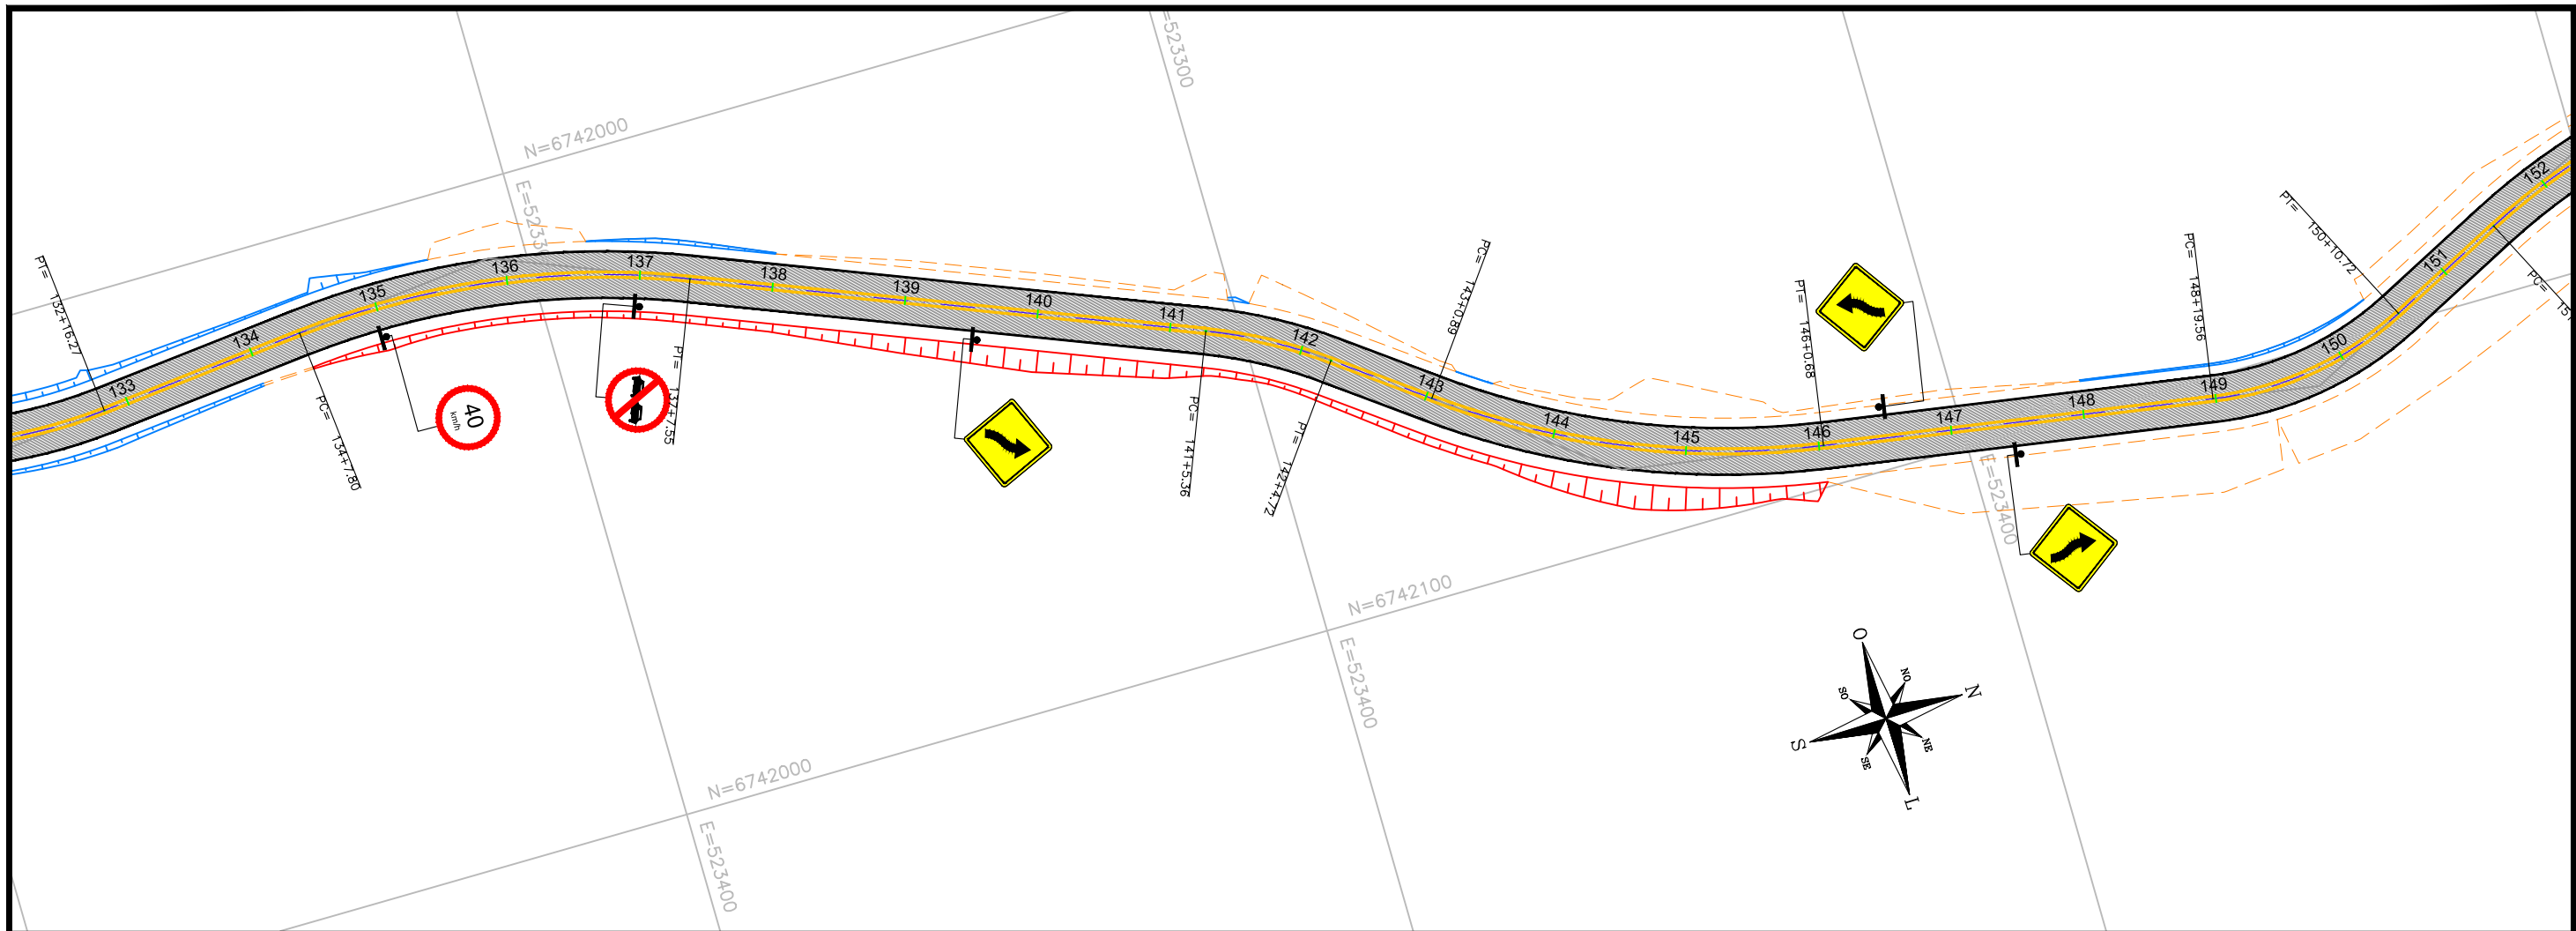 E=523300
N=6742000
E=52330
PT= 132+16.27
133
134
135
136
137
138
139
140
141
142
143
144
145
146
147
148
149
150
151
152
PC= 134+7.80
40
km/h
PT= 137+7.55
PC= 141+5.36
PT= 142+4.72
PC= 143+0.89
PT= 146+0.68
PC= 148+19.56
PT= 150+10.72
PC= 151
E=523400
N=6742100
E=523400
N=6742000
E=523400
O
NO
N
NE
L
SE
S
SO